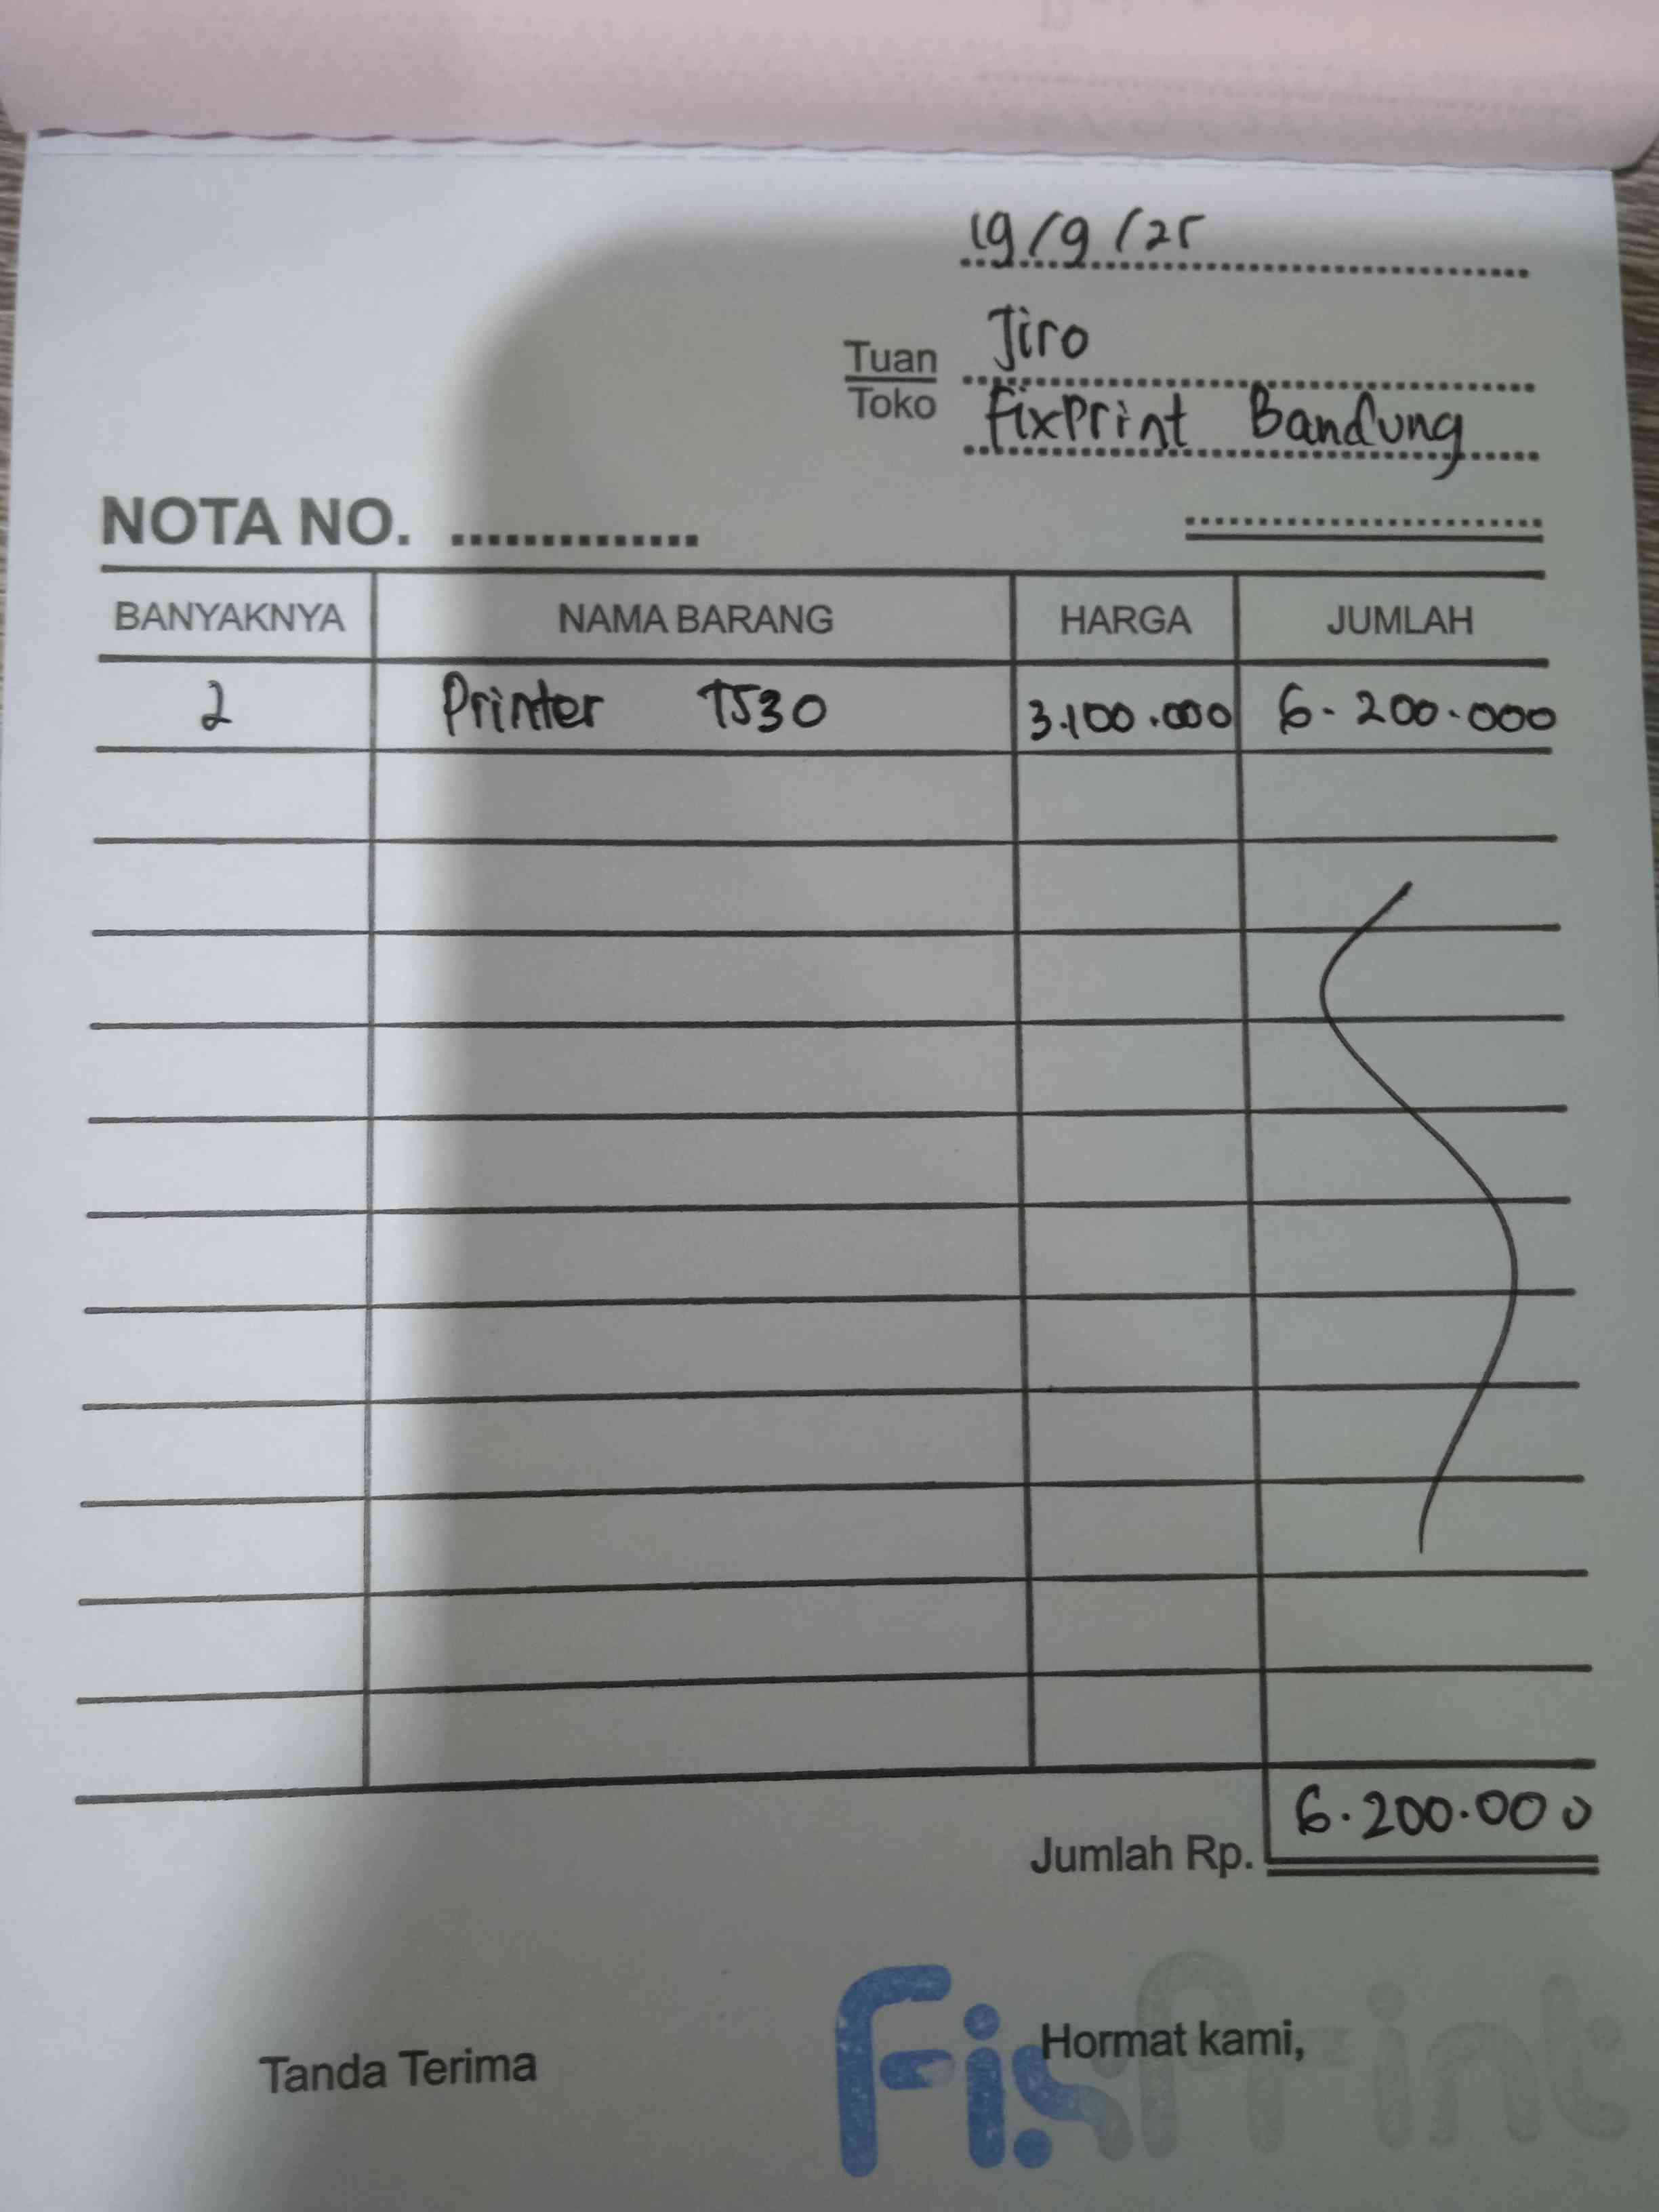 19/9/25
Tuan Jiro
Toko FixPrint Bandung
NOTA NO. ..............
BANYAKNYA NAMA BARANG HARGA JUMLAH
2 Printer T530 3.100.000 6.200.000
Jumlah Rp. 6.200.000
Tanda Terima Hormat kami,
FixPrint